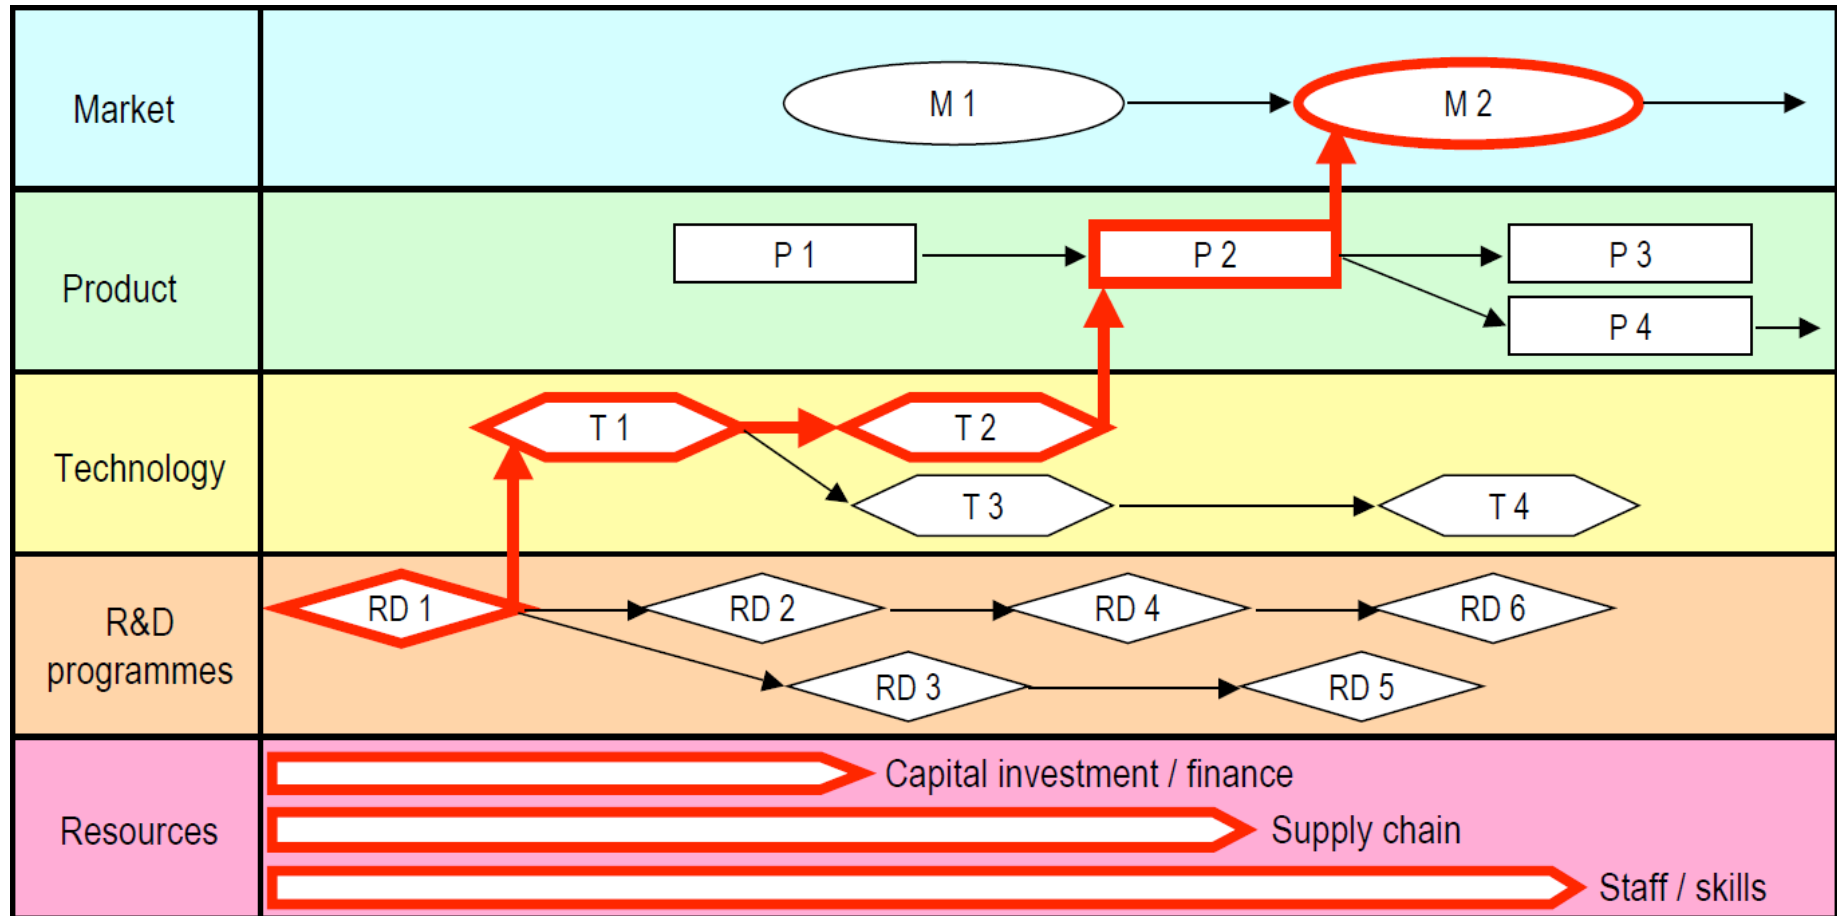 Market
M 1
M 2
Product
P 1
P 2
P 3
P 4
Technology
T 1
T 2
T 3
T 4
R&D
programmes
RD 1
RD 2
RD 4
RD 6
RD 3
RD 5
Resources
Capital investment / finance
Supply chain
Staff / skills